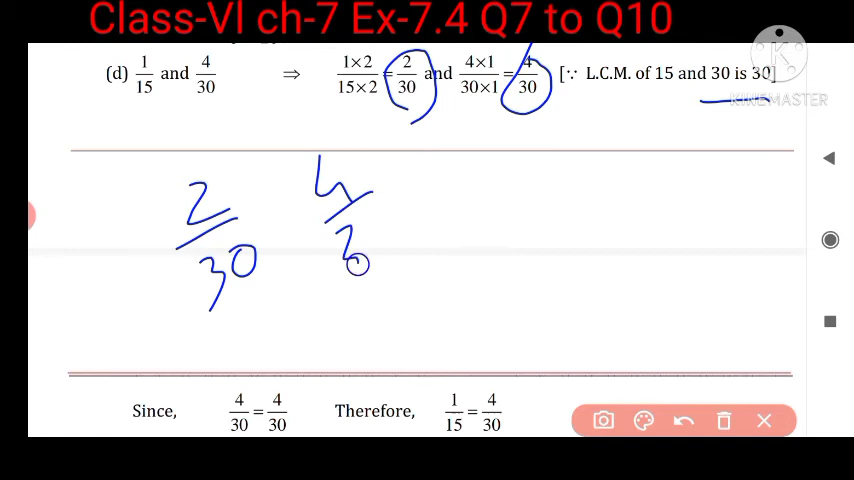 Class-VI ch-7 Ex-7.4 Q7 to Q10
(d) 1/15 and 4/30 ⇒ 1×2/15×2 = 2/30 and 4×1/30×1 = 4/30 [∵ L.C.M. of 15 and 30 is 30]
KINEMASTER
2/30 4/3
Since, 4/30 = 4/30 Therefore, 1/15 = 4/30